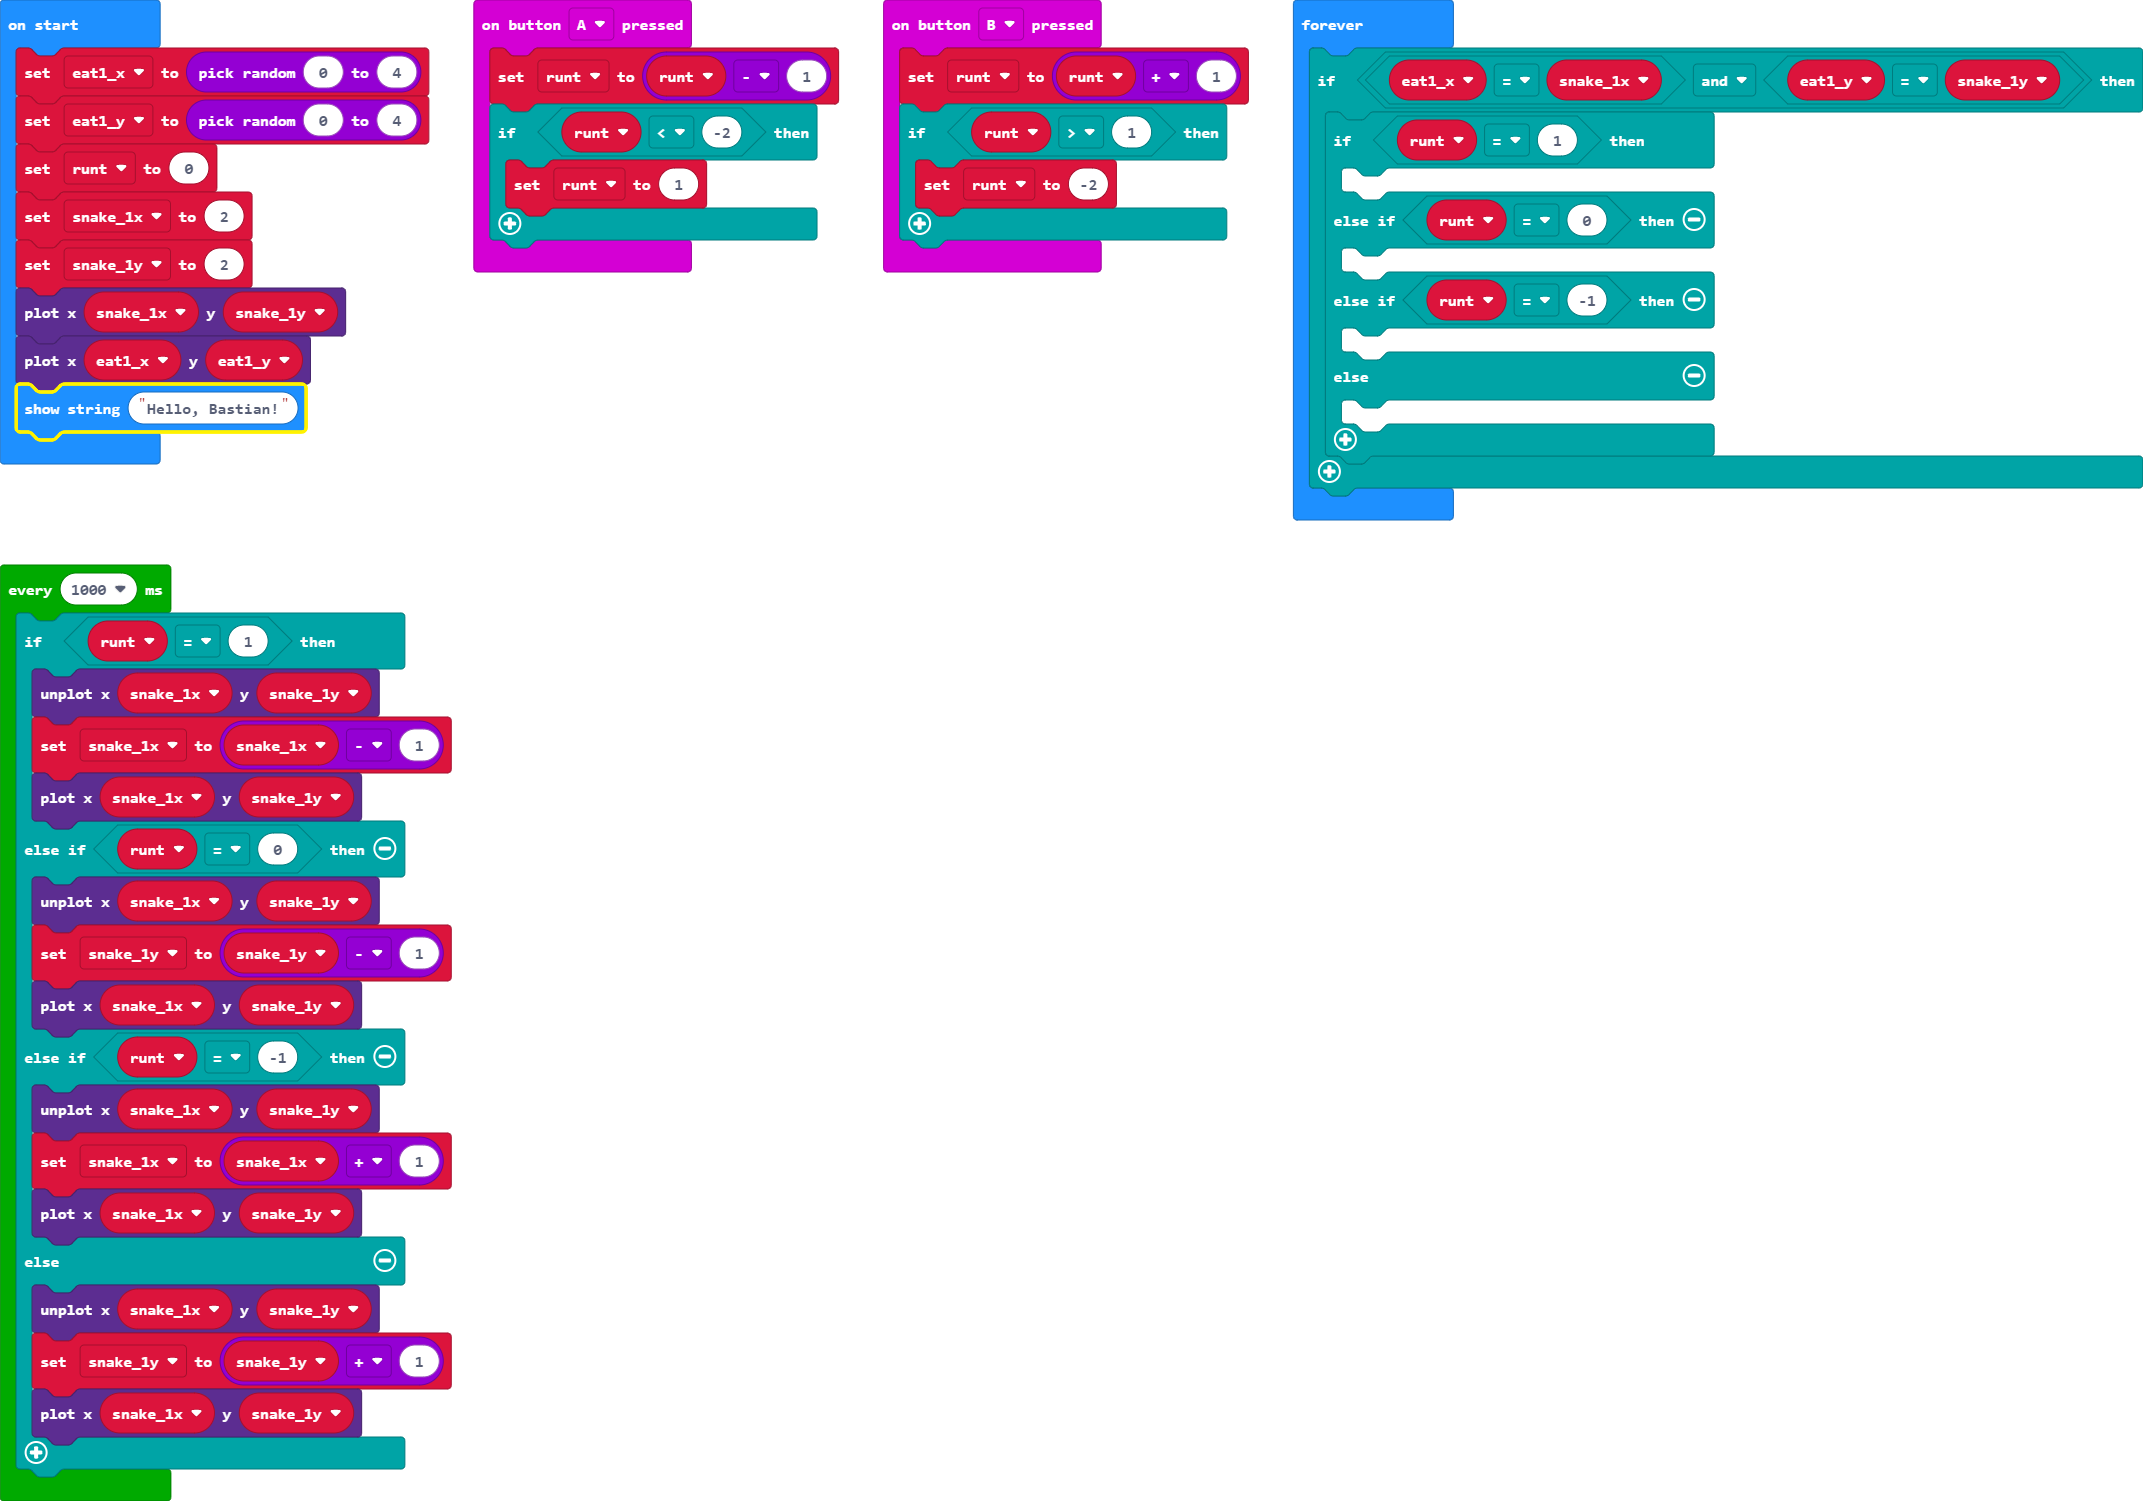 on start
set eat1_x to pick random 0 to 4
set eat1_y to pick random 0 to 4
set runt to 0
set snake_1x to 2
set snake_1y to 2
plot x snake_1x y snake_1y
plot x eat1_x y eat1_y
show string "Hello, Bastian!"
on button A pressed
set runt to runt - 1
if runt < -2 then
set runt to 1
on button B pressed
set runt to runt + 1
if runt > 1 then
set runt to -2
forever
if eat1_x = snake_1x and eat1_y = snake_1y then
if runt = 1 then
else if runt = 0 then
else if runt = -1 then
else
every 1000 ms
if runt = 1 then
unplot x snake_1x y snake_1y
set snake_1x to snake_1x - 1
plot x snake_1x y snake_1y
else if runt = 0 then
unplot x snake_1x y snake_1y
set snake_1y to snake_1y - 1
plot x snake_1x y snake_1y
else if runt = -1 then
unplot x snake_1x y snake_1y
set snake_1x to snake_1x + 1
plot x snake_1x y snake_1y
else
unplot x snake_1x y snake_1y
set snake_1y to snake_1y + 1
plot x snake_1x y snake_1y